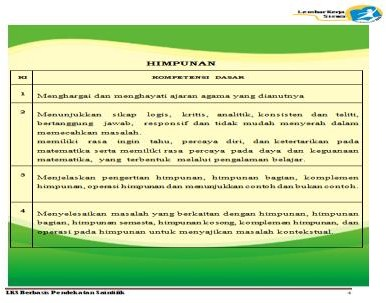 Lembar Kerja
Siswa
HIMPUNAN
KI KOMPETENSI DASAR
1 Menghargai dan menghayati ajaran agama yang dianutnya
2 Menunjukkan sikap logis, kritis, analitik, konsisten dan teliti,
bertanggung jawab, responsif dan tidak mudah menyerah dalam
memecahkan masalah.
memiliki rasa ingin tahu, percaya diri, dan ketertarikan pada
matematika serta memiliki rasa percaya pada daya dan keguanaan
matematika, yang terbentuk melalui pengalaman belajar.
3 Menjelaskan pengertian himpunan, himpunan bagian, komplemen
himpunan, operasi himpunan dan menunjukkan contoh dan bukan contoh.
4 Menyelesaikan masalah yang berkaitan dengan himpunan, himpunan
bagian, himpunan semesta, himpunan kosong, komplemen himpunan, dan
operasi pada himpunan untuk menyajikan masalah kontekstual.
LKS Berbasis Pendekatan Saintifik